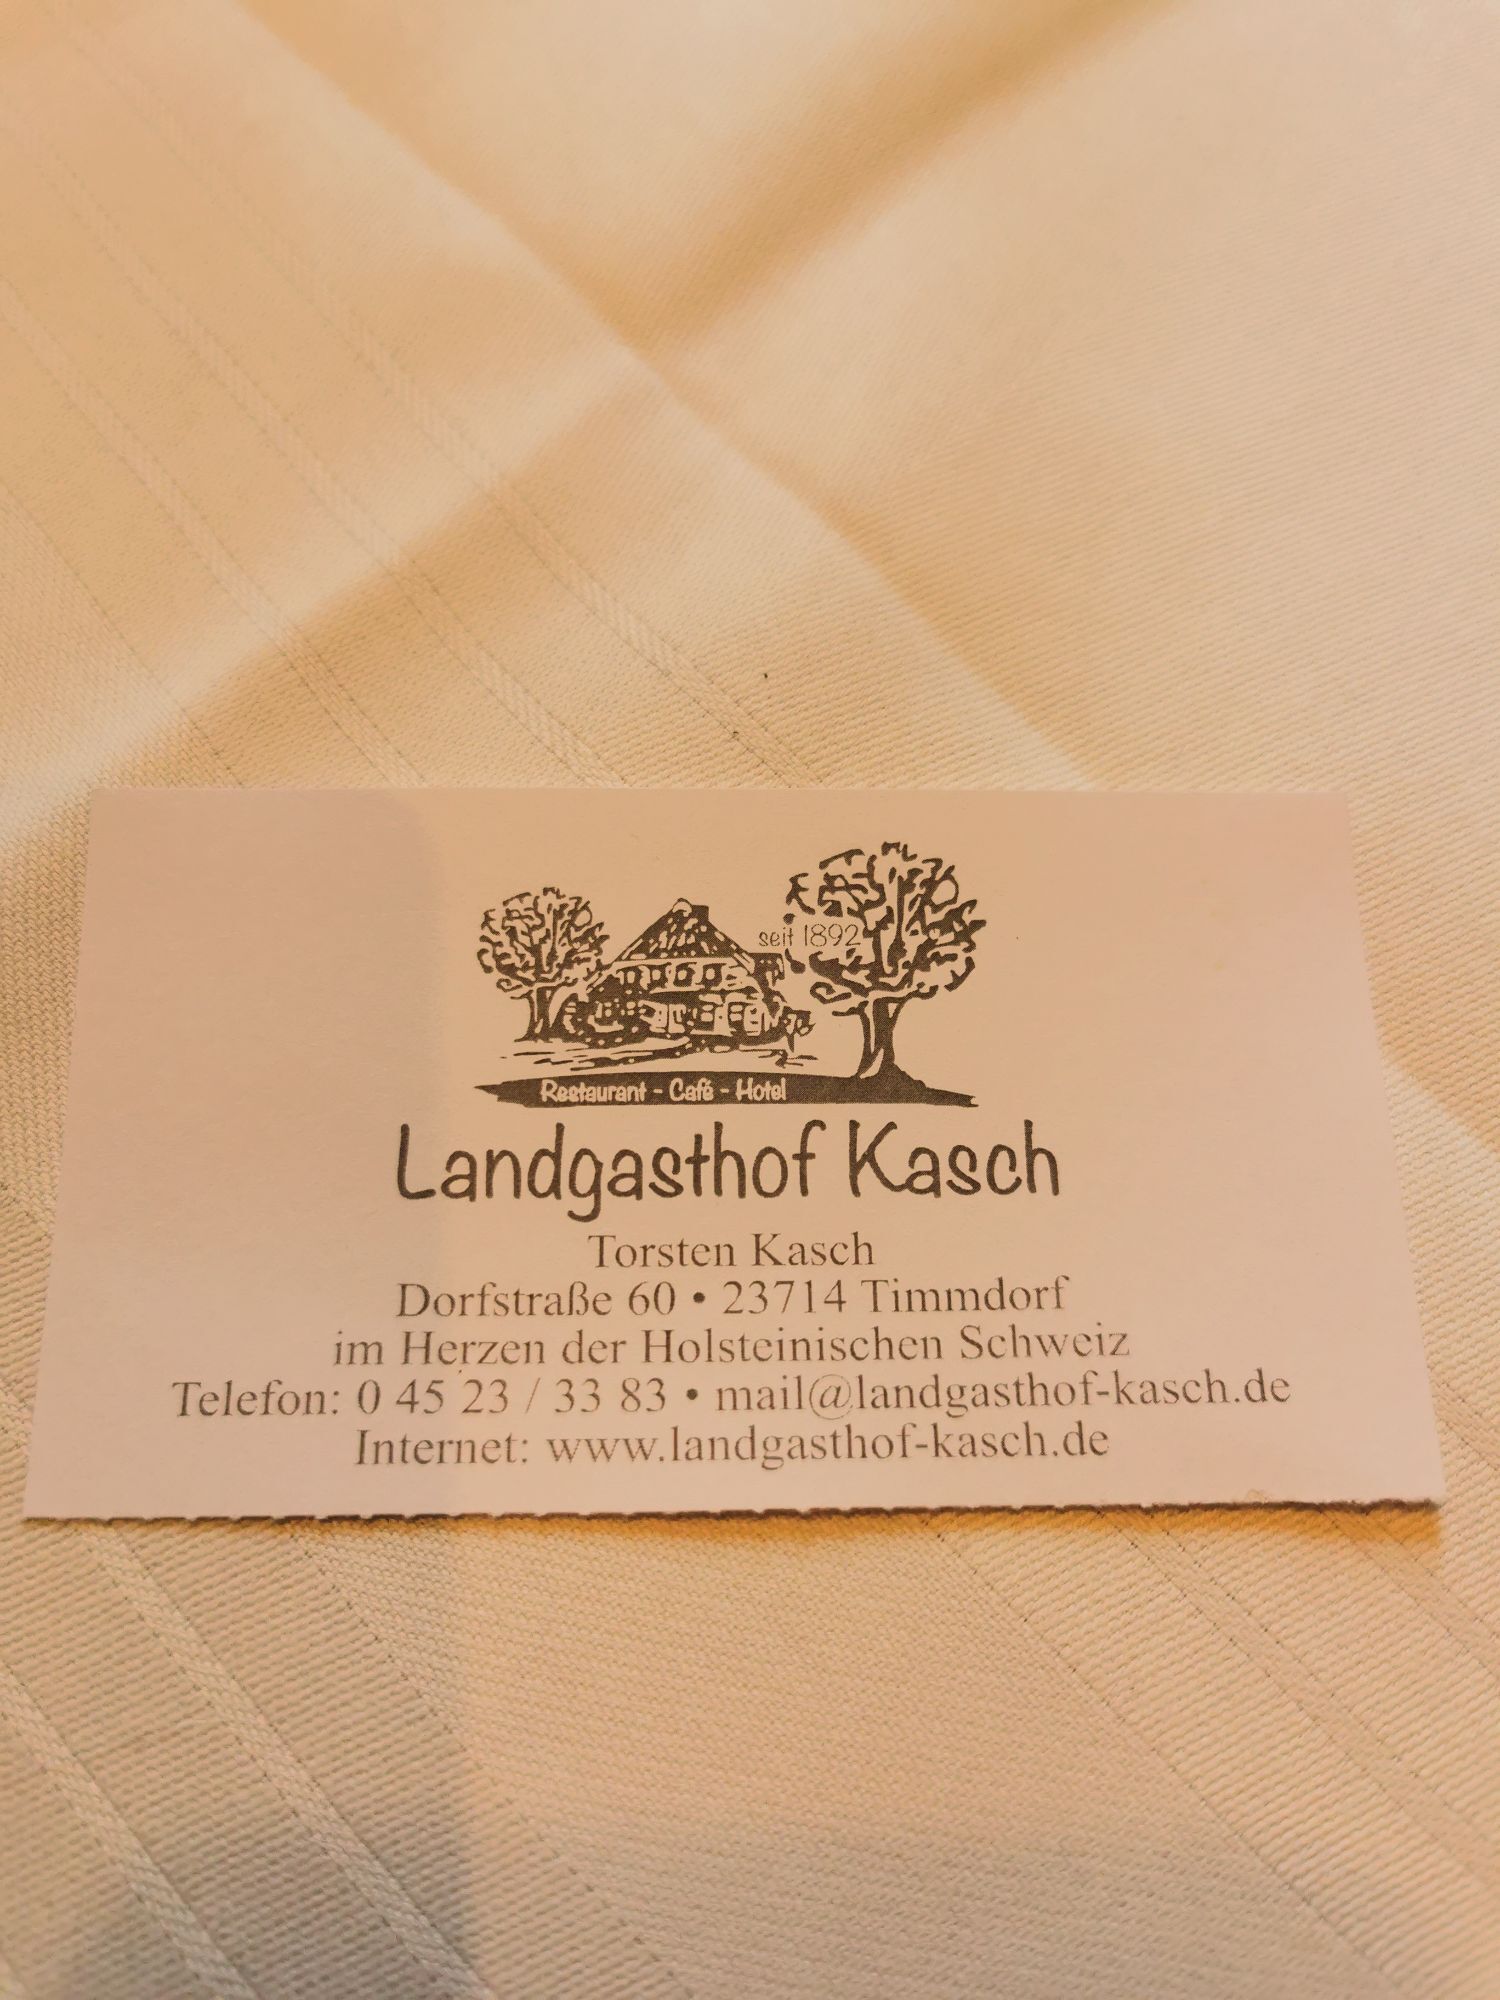 seit 1892
Restaurant - Café - Hotel
Landgasthof Kasch
Torsten Kasch
Dorfstraße 60 • 23714 Timmdorf
im Herzen der Holsteinischen Schweiz
Telefon: 0 45 23 / 33 83 • mail@landgasthof-kasch.de
Internet: www.landgasthof-kasch.de